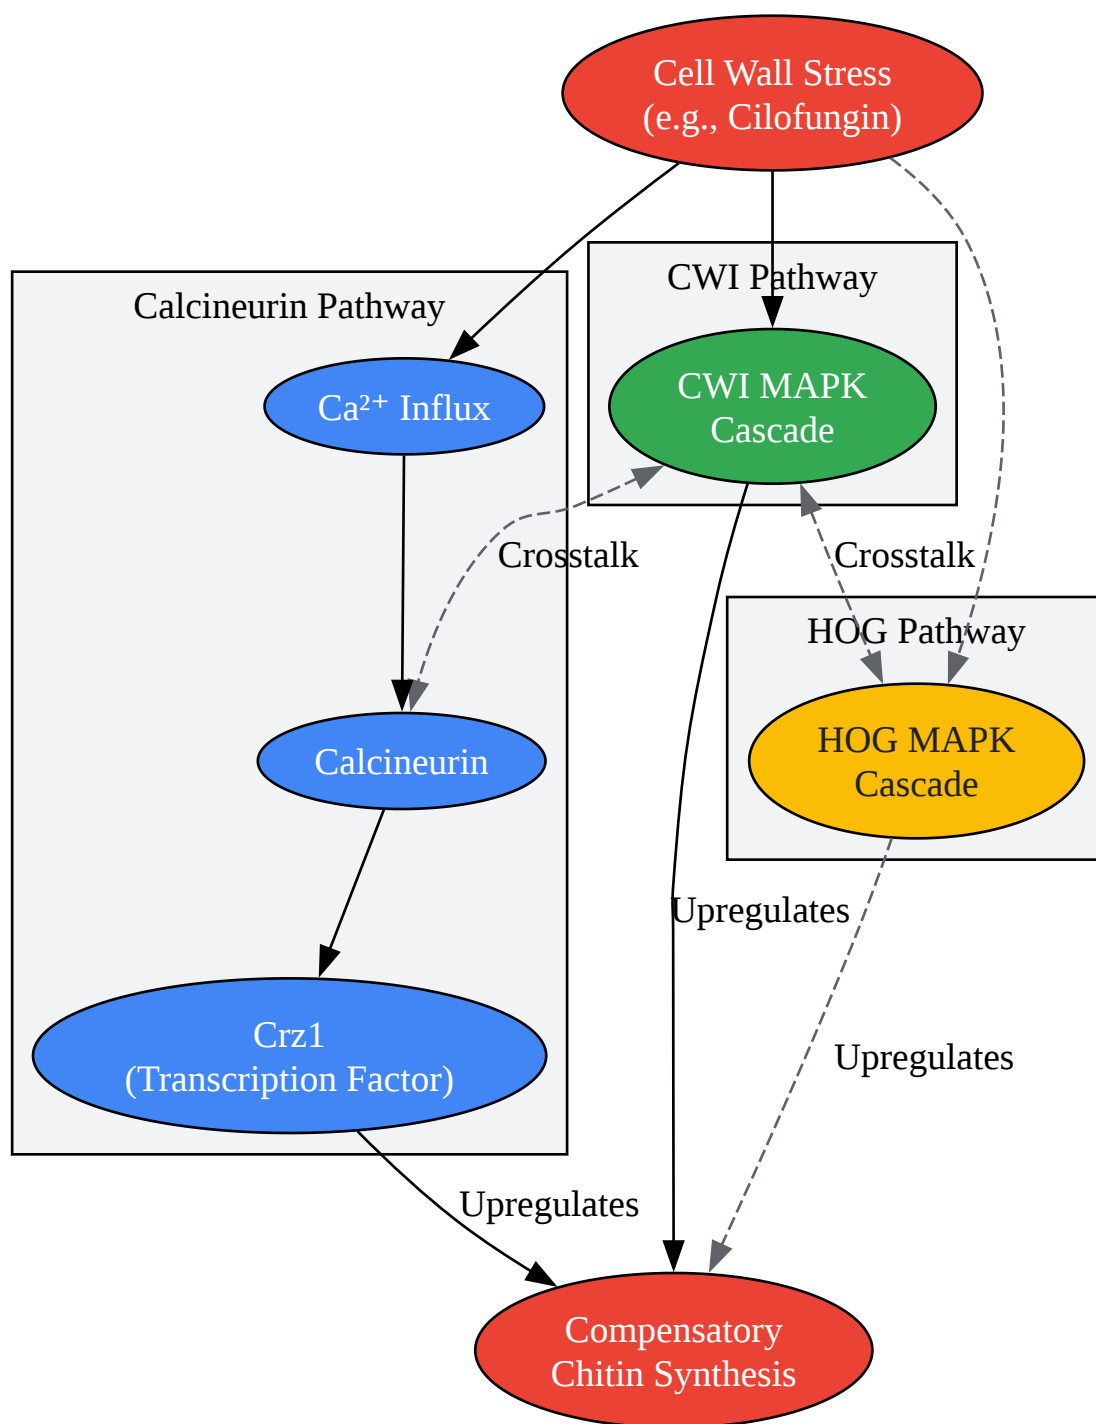 Cell Wall Stress
(e.g., Cilofungin)
CWI Pathway
Calcineurin Pathway
CWI MAPK
Cascade
Ca²⁺ Influx
Crosstalk
Crosstalk
HOG Pathway
HOG MAPK
Cascade
Calcineurin
Upregulates
Crz1
(Transcription Factor)
Upregulates
Upregulates
Compensatory
Chitin Synthesis